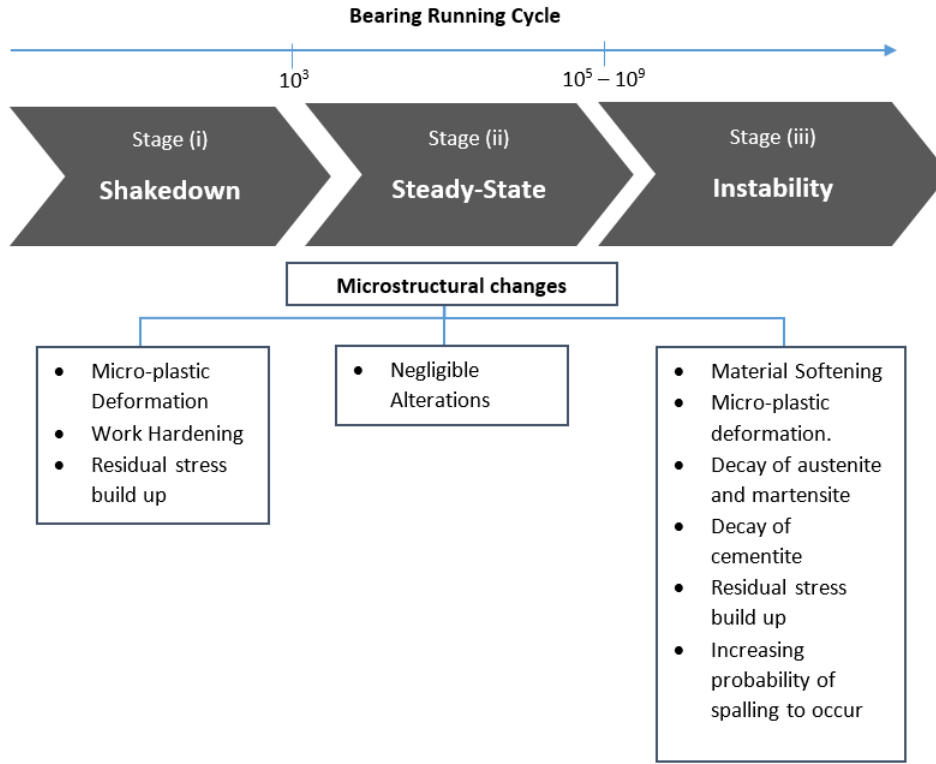 Bearing Running Cycle
10³
10⁵ – 10⁹
Stage (i)
Shakedown
Stage (ii)
Steady-State
Stage (iii)
Instability
Microstructural changes
• Micro-plastic
Deformation
• Work Hardening
• Residual stress
build up
• Negligible
Alterations
• Material Softening
• Micro-plastic
deformation.
• Decay of austenite
and martensite
• Decay of
cementite
• Residual stress
build up
• Increasing
probability of
spalling to occur